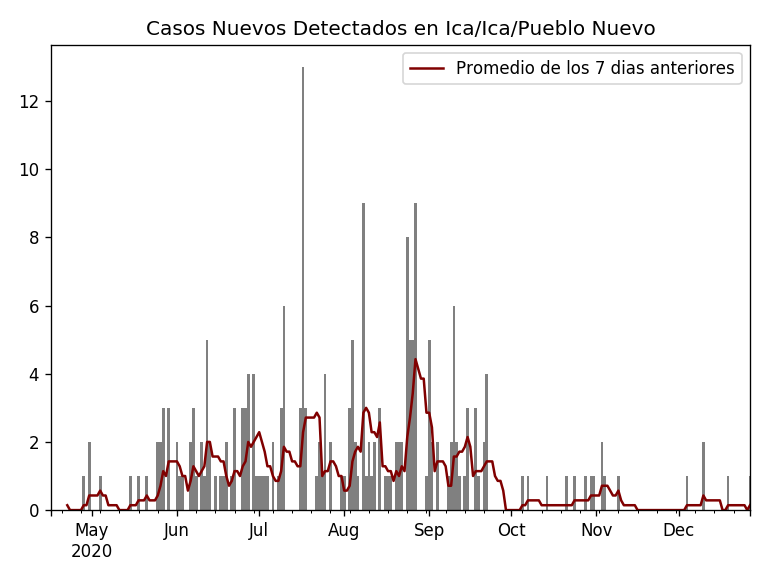 Casos Nuevos Detectados en Ica/Ica/Pueblo Nuevo
Promedio de los 7 dias anteriores
12
10
8
6
4
2
0
May Jun Jul Aug Sep Oct Nov Dec
2020